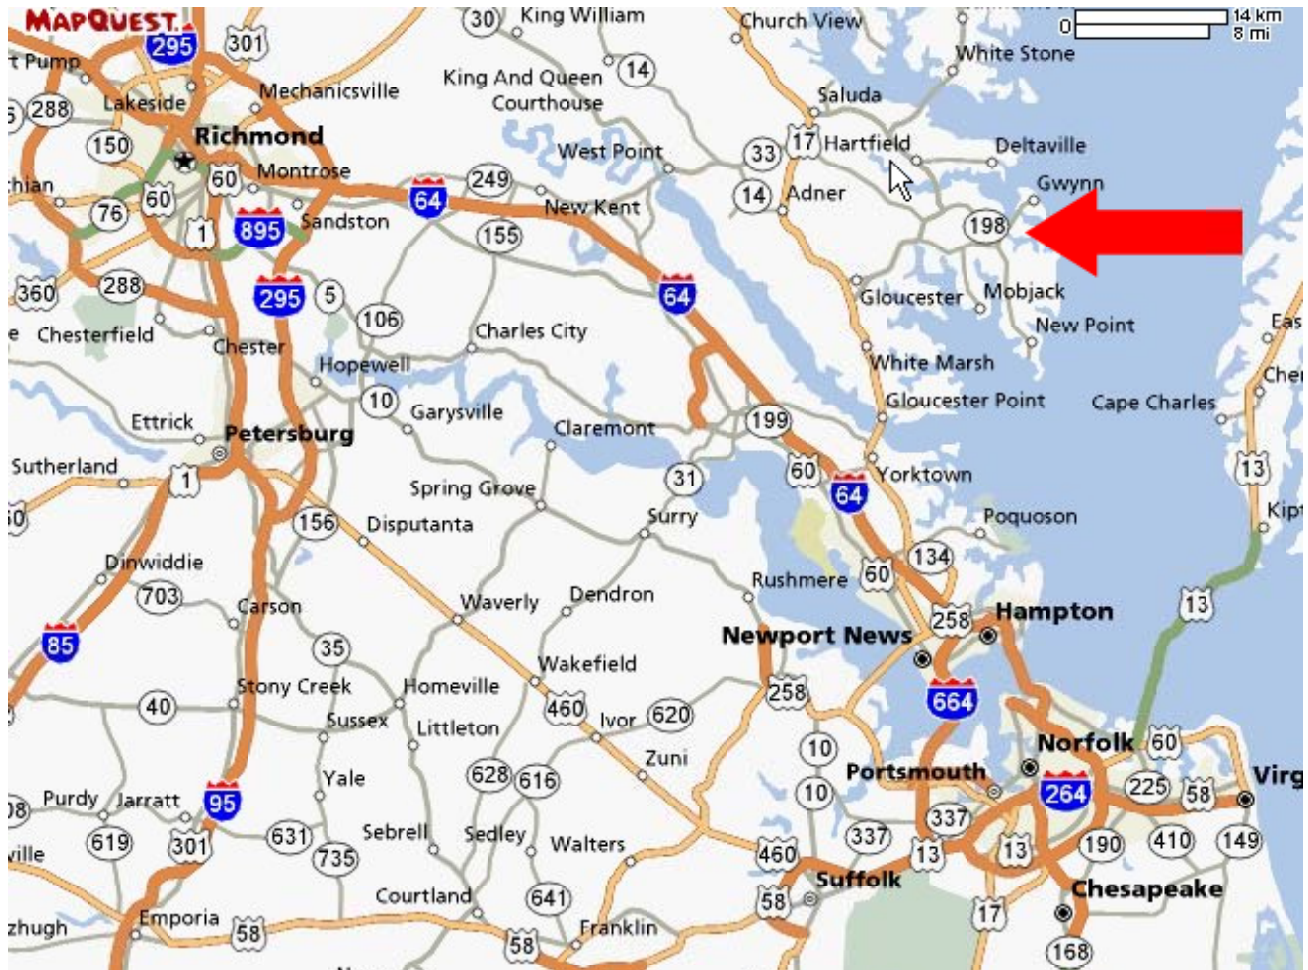 MAPQUEST.
30
King William
Church View
0
14 km
8 mi
295
301
14
White Stone
t Pump
King And Queen
Courthouse
288
Lakeside
Mechanicsville
Saluda
Richmond
150
West Point
33
17
Hartfield
Deltaville
60
Montrose
249
64
14
Adner
Gwynn
hian
76
60
1
895
Sandston
New Kent
155
198
360
288
295
5
64
Gloucester
Mobjack
106
Chesterfield
Chester
Charles City
New Point
Eas
Hopewell
White Marsh
Cher
10
Garysville
199
Gloucester Point
Cape Charles
Ettrick
Petersburg
Claremont
Sutherland
1
31
60
Yorktown
13
Spring Grove
64
156
Disputanta
Surry
Poquoson
Kipt
Dinwiddie
134
703
Rushmere
60
Carson
Waverly
Dendron
13
258
Hampton
85
35
Newport News
Wakefield
40
Stony Creek
Homeville
258
664
460
620
Sussex
Littleton
Ivor
10
Norfolk
60
Yale
628
616
Zuni
Portsmouth
Virg
Purdy
Jarratt
95
10
264
225
58
08
619
301
631
Sebrell
Sedley
Walters
337
337
190
410
149
ville
735
460
13
13
Suffolk
Courtland
641
58
17
Chesapeake
zhugh
Emporia
58
58
Franklin
168